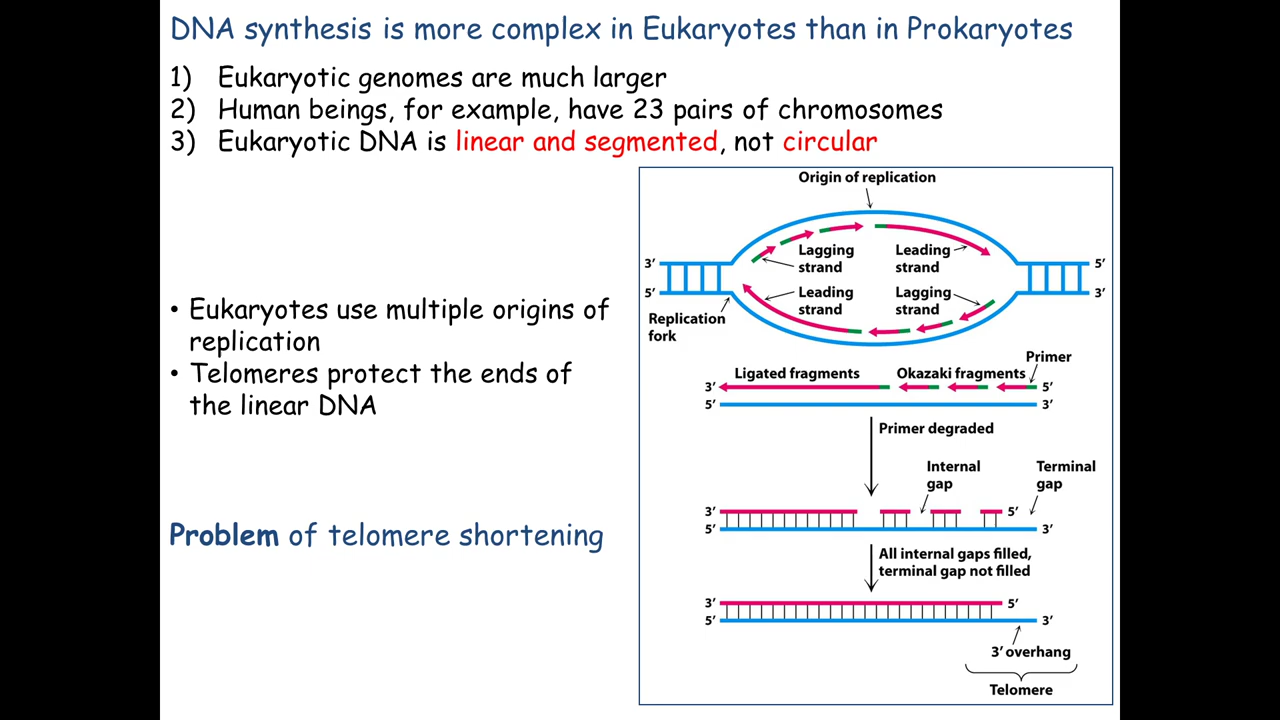 DNA synthesis is more complex in Eukaryotes than in Prokaryotes
1) Eukaryotic genomes are much larger
2) Human beings, for example, have 23 pairs of chromosomes
3) Eukaryotic DNA is linear and segmented, not circular
• Eukaryotes use multiple origins of
replication
• Telomeres protect the ends of
the linear DNA
Problem of telomere shortening
Origin of replication
Lagging
strand
Leading
strand
3′
5′
5′
3′
Leading
strand
Lagging
strand
Replication
fork
Primer
Ligated fragments
Okazaki fragments
3′
5′
5′
3′
Primer degraded
Internal
gap
Terminal
gap
3′
5′
5′
3′
All internal gaps filled,
terminal gap not filled
3′
5′
5′
3′
3′ overhang
Telomere